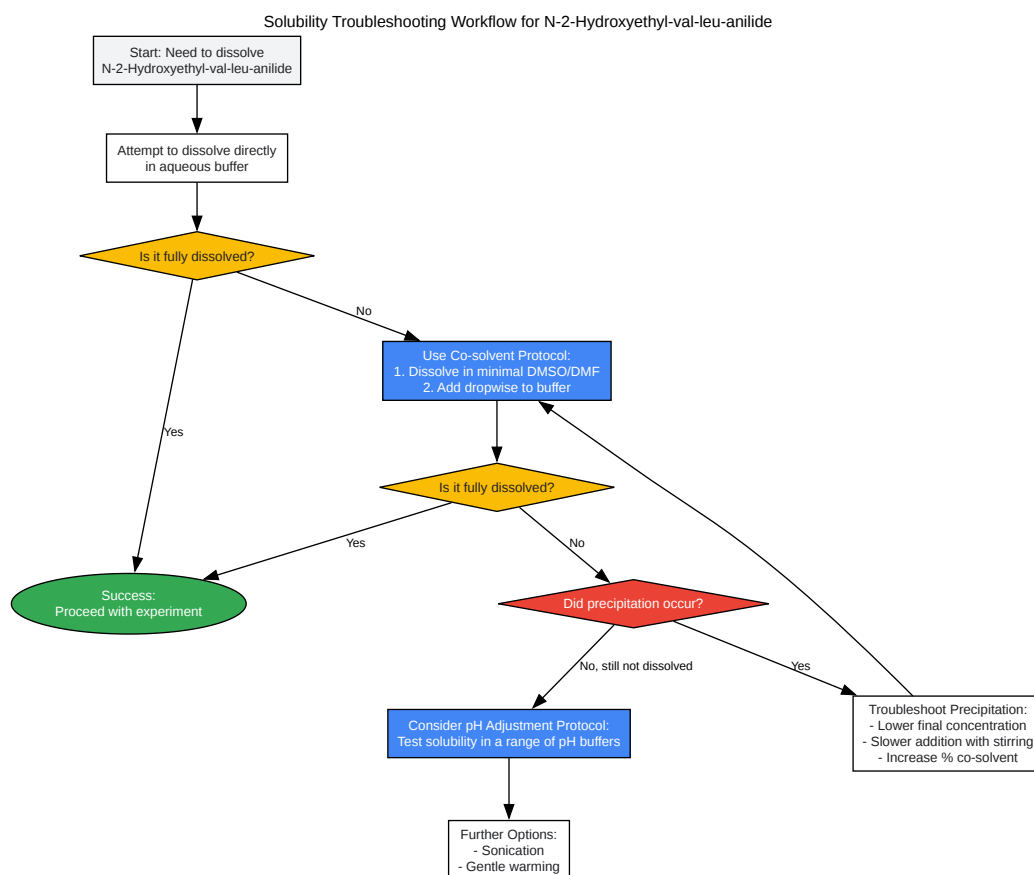 Solubility Troubleshooting Workflow for N-2-Hydroxyethyl-val-leu-anilide
Start: Need to dissolve
N-2-Hydroxyethyl-val-leu-anilide
Attempt to dissolve directly
in aqueous buffer
Is it fully dissolved?
No
Use Co-solvent Protocol:
1. Dissolve in minimal DMSO/DMF
2. Add dropwise to buffer
Yes
Is it fully dissolved?
Yes
No
Success:
Proceed with experiment
Did precipitation occur?
No, still not dissolved
Yes
Troubleshoot Precipitation:
- Lower final concentration
- Slower addition with stirring
- Increase % co-solvent
Consider pH Adjustment Protocol:
Test solubility in a range of pH buffers
Further Options:
- Sonication
- Gentle warming